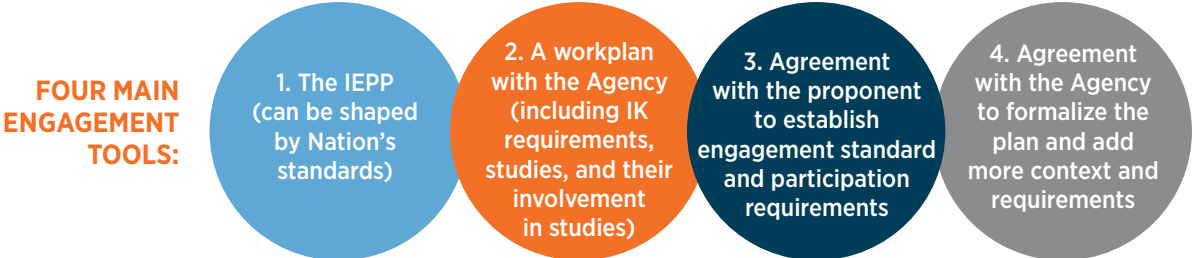 FOUR MAIN
ENGAGEMENT
TOOLS:
1. The IEPP
(can be shaped
by Nation’s
standards)
2. A workplan
with the Agency
(including IK
requirements,
studies, and their
involvement
in studies)
3. Agreement
with the proponent
to establish
engagement standard
and participation
requirements
4. Agreement
with the Agency
to formalize the
plan and add
more context and
requirements